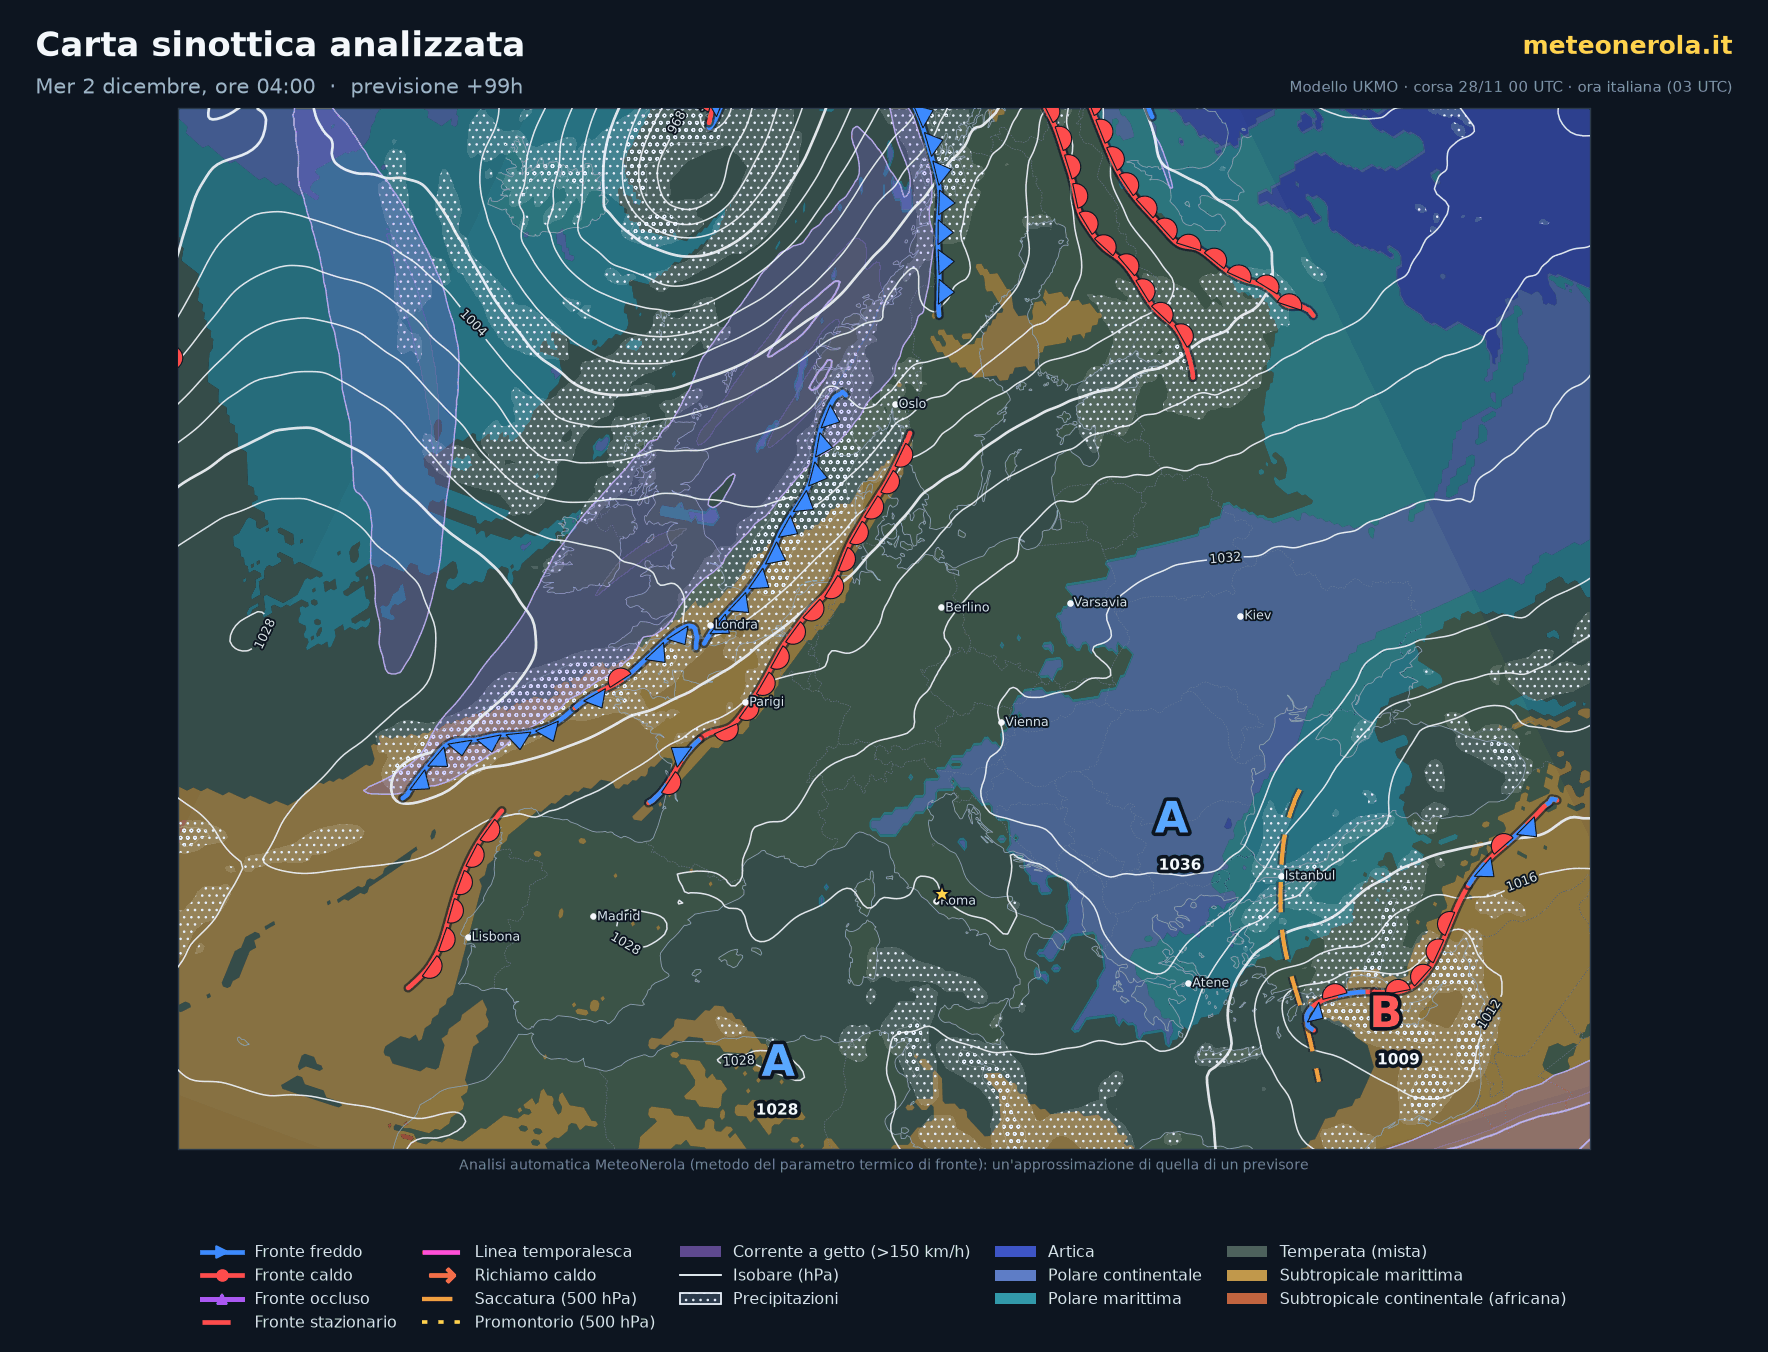 Carta sinottica analizzata
meteonerola.it
Mer 2 dicembre, ore 04:00 · previsione +99h
Modello UKMO · corsa 28/11 00 UTC · ora italiana (03 UTC)
968
1004
Oslo
1032
Berlino
Varsavia
Kiev
Londra
1028
Parigi
Vienna
A
1036
Istanbul
1016
Roma
Madrid
1028
Lisbona
Atene
B
1012
1009
1028
A
1028
Analisi automatica MeteoNerola (metodo del parametro termico di fronte): un'approssimazione di quella di un previsore
Fronte freddo
Fronte caldo
Fronte occluso
Fronte stazionario
Linea temporalesca
Richiamo caldo
Saccatura (500 hPa)
Promontorio (500 hPa)
Corrente a getto (>150 km/h)
Isobare (hPa)
Precipitazioni
Artica
Polare continentale
Polare marittima
Temperata (mista)
Subtropicale marittima
Subtropicale continentale (africana)